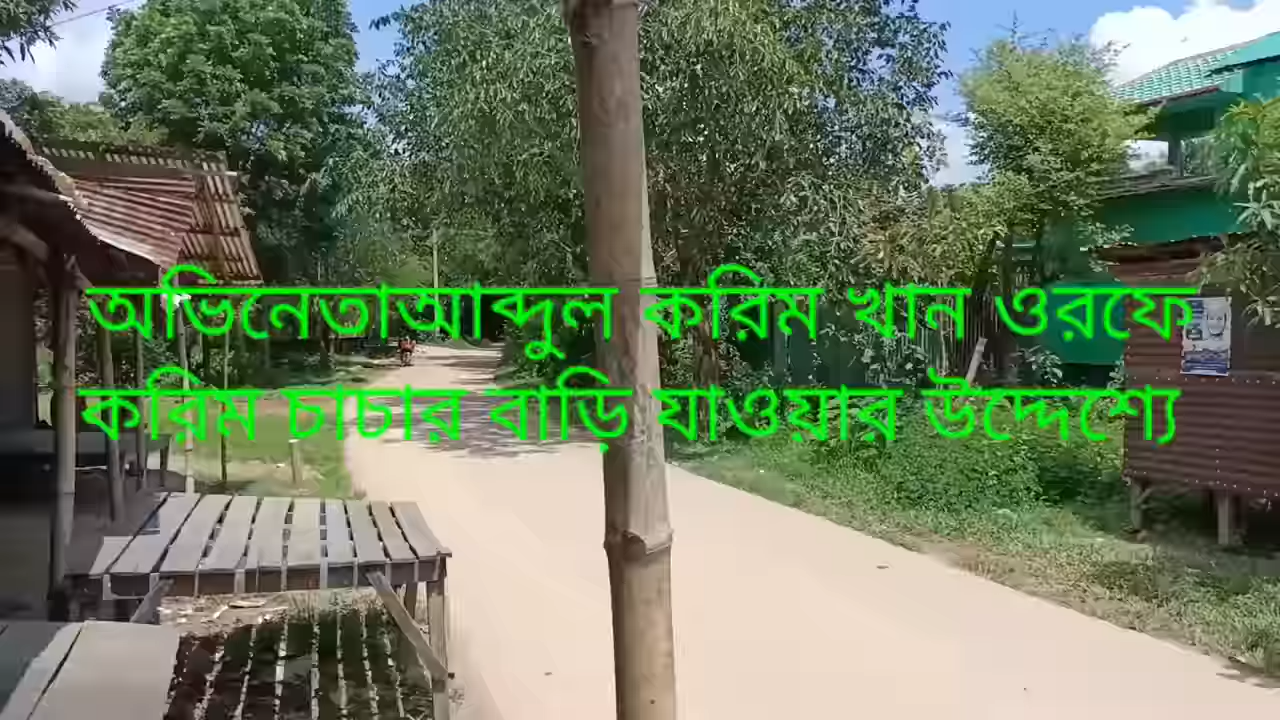 অভিনেতাআব্দুল করিম খান ওরফে
করিম চাচার বাড়ি যাওয়ার উদ্দেশ্যে